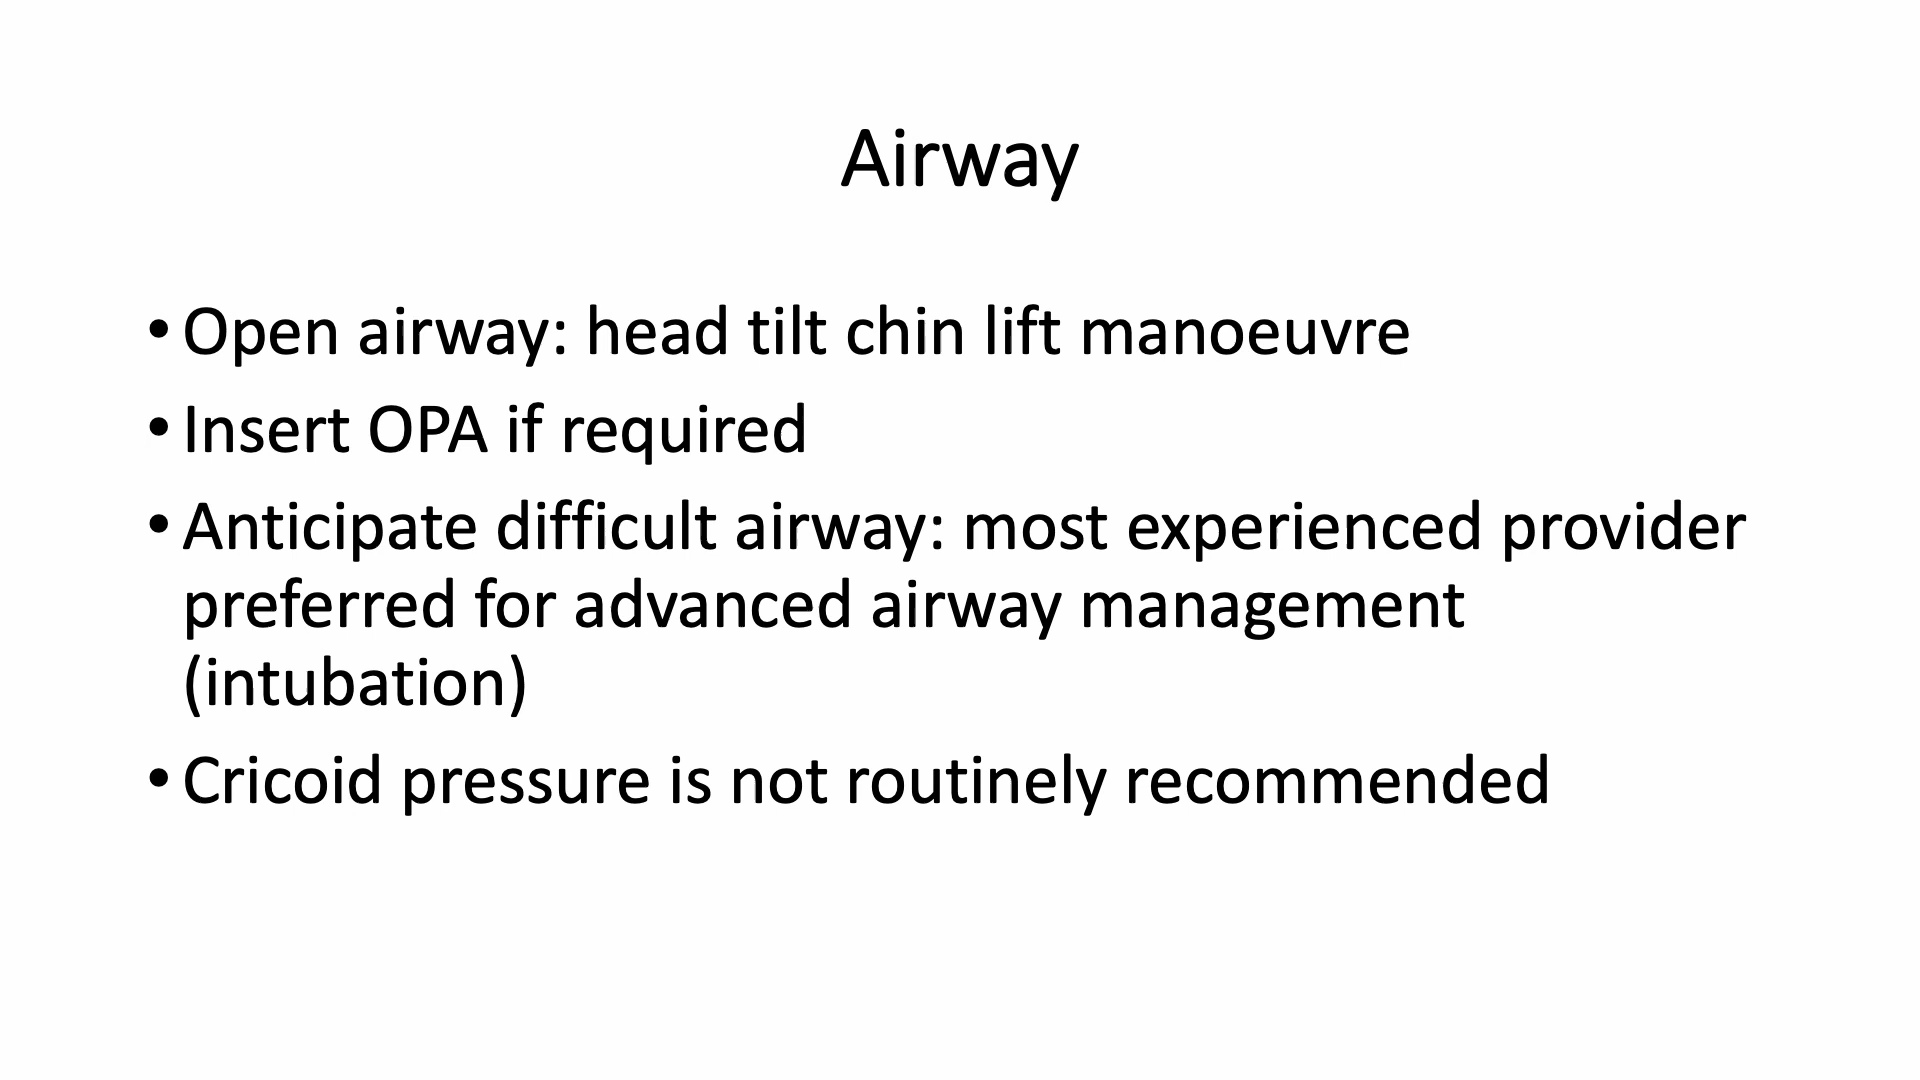 Airway
• Open airway: head tilt chin lift manoeuvre
• Insert OPA if required
• Anticipate difficult airway: most experienced provider
preferred for advanced airway management
(intubation)
• Cricoid pressure is not routinely recommended